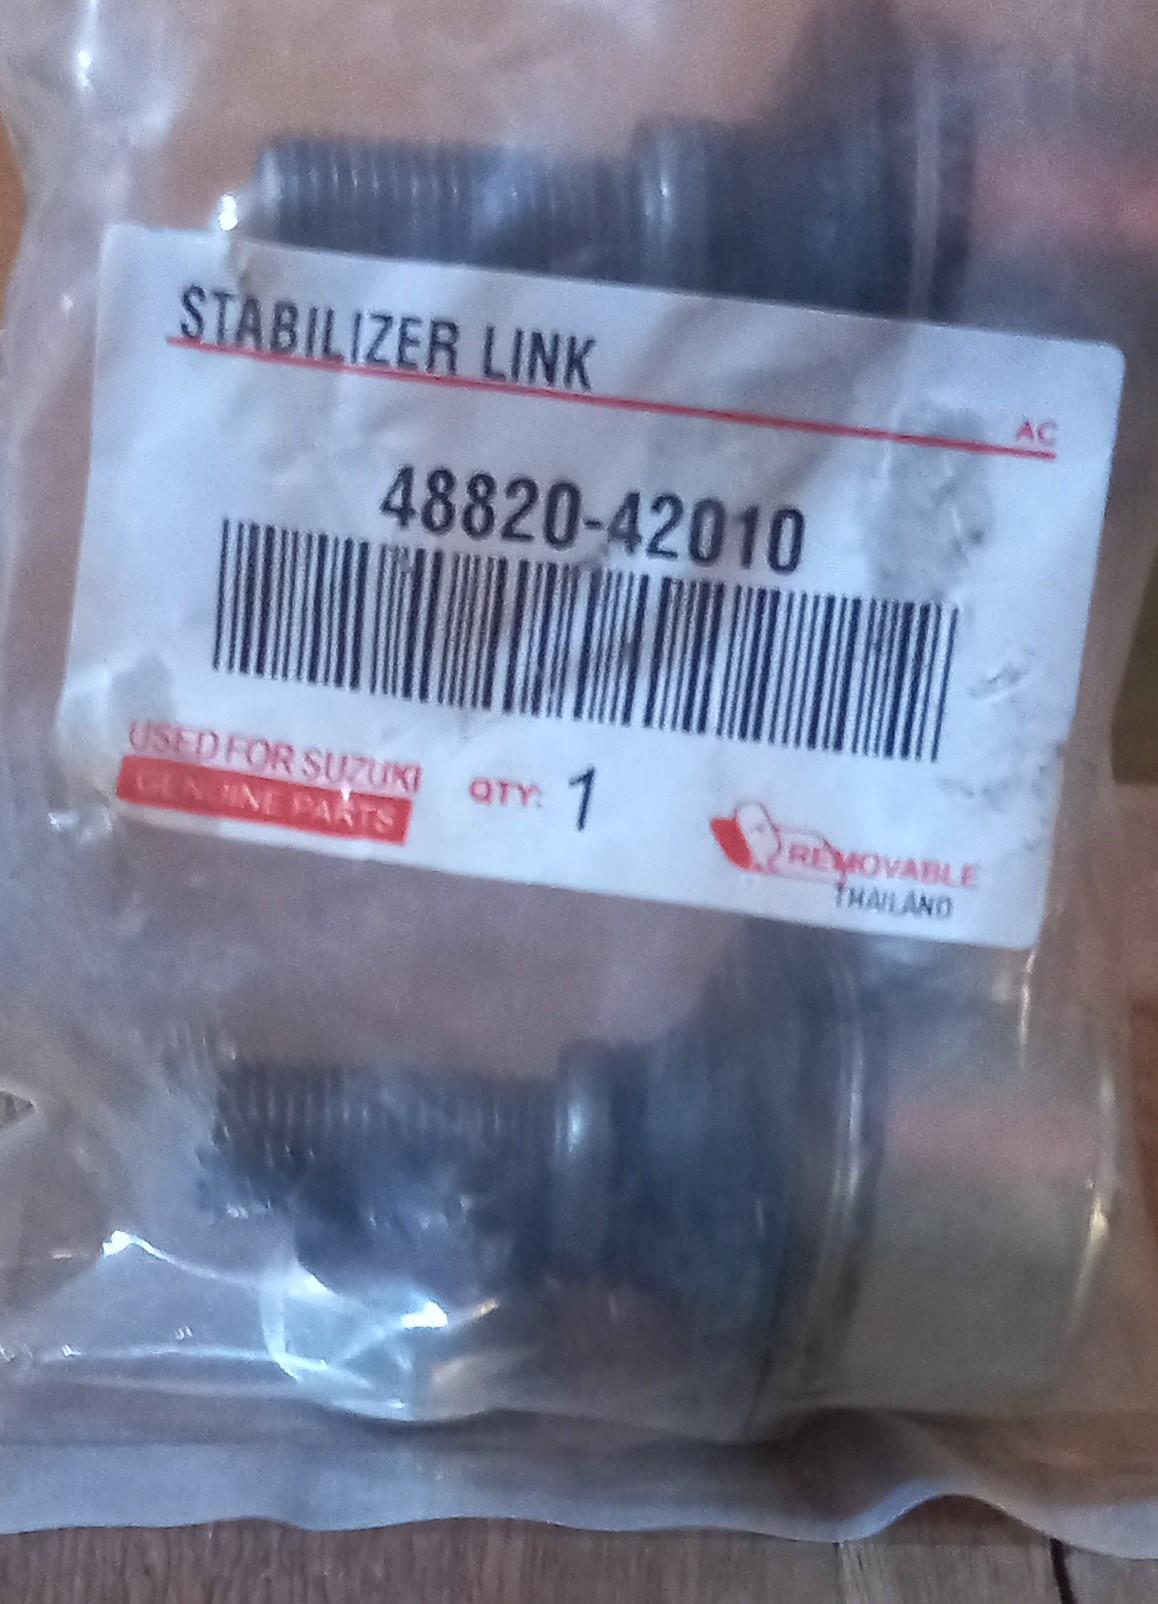 STABILIZER LINK
AC
48820-42010
USED FOR SUZUKI
GENUINE PARTS
QTY: 1
REMOVABLE
THAILAND